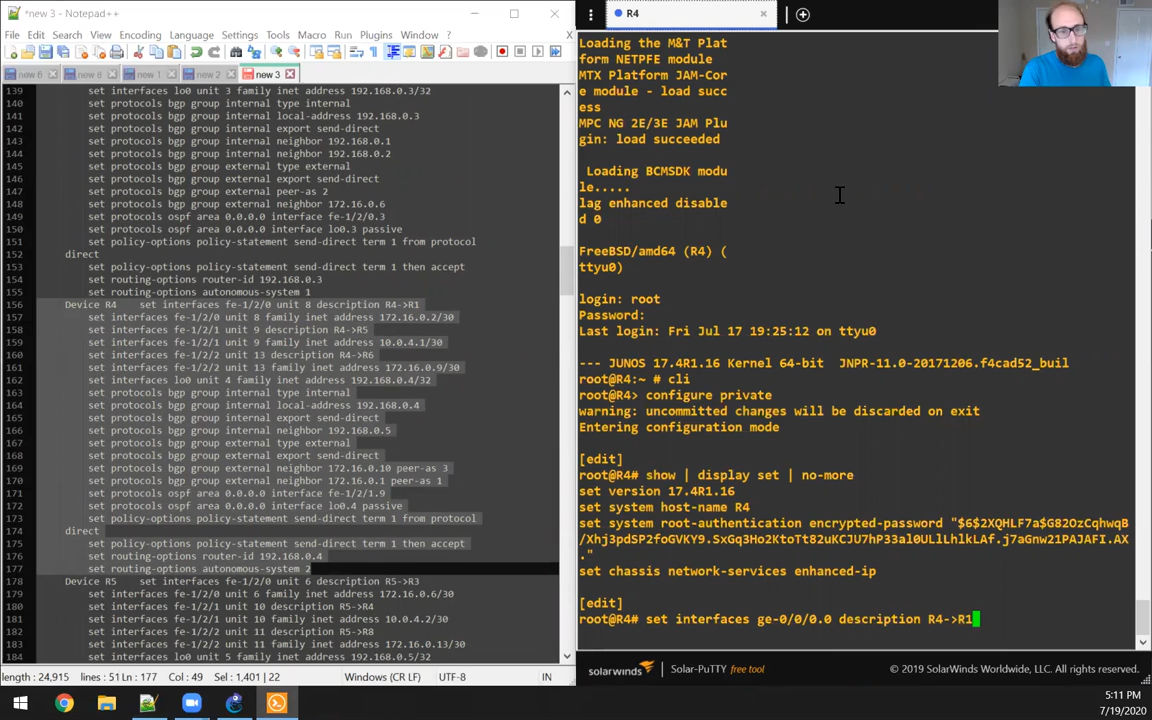 *new 3 - Notepad++
File Edit Search View Encoding Language Settings Tools Macro Run Plugins Window ?
new 6 new 8 new 1 new 2 new 3
139 set interfaces lo0 unit 3 family inet address 192.168.0.3/32
140 set protocols bgp group internal type internal
141 set protocols bgp group internal local-address 192.168.0.3
142 set protocols bgp group internal export send-direct
143 set protocols bgp group internal neighbor 192.168.0.1
144 set protocols bgp group internal neighbor 192.168.0.2
145 set protocols bgp group external type external
146 set protocols bgp group external export send-direct
147 set protocols bgp group external peer-as 2
148 set protocols bgp group external neighbor 172.16.0.6
149 set protocols ospf area 0.0.0.0 interface fe-1/2/0.3
150 set protocols ospf area 0.0.0.0 interface lo0.3 passive
151 set policy-options policy-statement send-direct term 1 from protocol
152 direct
153 set policy-options policy-statement send-direct term 1 then accept
154 set routing-options router-id 192.168.0.3
155 set routing-options autonomous-system 1
156 Device R4 set interfaces fe-1/2/0 unit 8 description R4->R1
157 set interfaces fe-1/2/0 unit 8 family inet address 172.16.0.2/30
158 set interfaces fe-1/2/1 unit 9 description R4->R5
159 set interfaces fe-1/2/1 unit 9 family inet address 10.0.4.1/30
160 set interfaces fe-1/2/2 unit 13 description R4->R6
161 set interfaces fe-1/2/2 unit 13 family inet address 172.16.0.9/30
162 set interfaces lo0 unit 4 family inet address 192.168.0.4/32
163 set protocols bgp group internal type internal
164 set protocols bgp group internal local-address 192.168.0.4
165 set protocols bgp group internal export send-direct
166 set protocols bgp group internal neighbor 192.168.0.5
167 set protocols bgp group external type external
168 set protocols bgp group external export send-direct
169 set protocols bgp group external neighbor 172.16.0.10 peer-as 3
170 set protocols bgp group external neighbor 172.16.0.1 peer-as 1
171 set protocols ospf area 0.0.0.0 interface fe-1/2/1.9
172 set protocols ospf area 0.0.0.0 interface lo0.4 passive
173 set policy-options policy-statement send-direct term 1 from protocol
174 direct
175 set policy-options policy-statement send-direct term 1 then accept
176 set routing-options router-id 192.168.0.4
177 set routing-options autonomous-system 2
178 Device R5 set interfaces fe-1/2/0 unit 6 description R5->R3
179 set interfaces fe-1/2/0 unit 6 family inet address 172.16.0.6/30
180 set interfaces fe-1/2/1 unit 10 description R5->R4
181 set interfaces fe-1/2/1 unit 10 family inet address 10.0.4.2/30
182 set interfaces fe-1/2/2 unit 11 description R5->R8
183 set interfaces fe-1/2/2 unit 11 family inet address 172.16.0.13/30
184 set interfaces lo0 unit 5 family inet address 192.168.0.5/32
length : 24,915 lines : 51 Ln : 177 Col : 49 Sel : 1,401 | 22 Windows (CR LF) UTF-8 IN
R4
Loading the M&T Plat
form NETPFE module
MTX Platform JAM-Cor
e module - load succ
ess
MPC NG 2E/3E JAM Plu
gin: load succeeded
Loading BCMSDK modu
le.....
lag enhanced disable
d 0
FreeBSD/amd64 (R4) (
ttyu0)
login: root
Password:
Last login: Fri Jul 17 19:25:12 on ttyu0
--- JUNOS 17.4R1.16 Kernel 64-bit JNPR-11.0-20171206.f4cad52_buil
root@R4:~ # cli
root@R4> configure private
warning: uncommitted changes will be discarded on exit
Entering configuration mode
[edit]
root@R4# show | display set | no-more
set version 17.4R1.16
set system host-name R4
set system root-authentication encrypted-password "$6$2XQHLF7a$G82OzCqhwqB
/Xhj3pdSP2foGVKY9.SxGq3Ho2KtoTt82uKCJU7hP33al0ULlLhlkLAf.j7aGnw21PAJAFI.AX
."
set chassis network-services enhanced-ip
[edit]
root@R4# set interfaces ge-0/0/0.0 description R4->R1
solarwinds Solar-PuTTY free tool © 2019 SolarWinds Worldwide, LLC. All rights reserved.
5:11 PM
7/19/2020